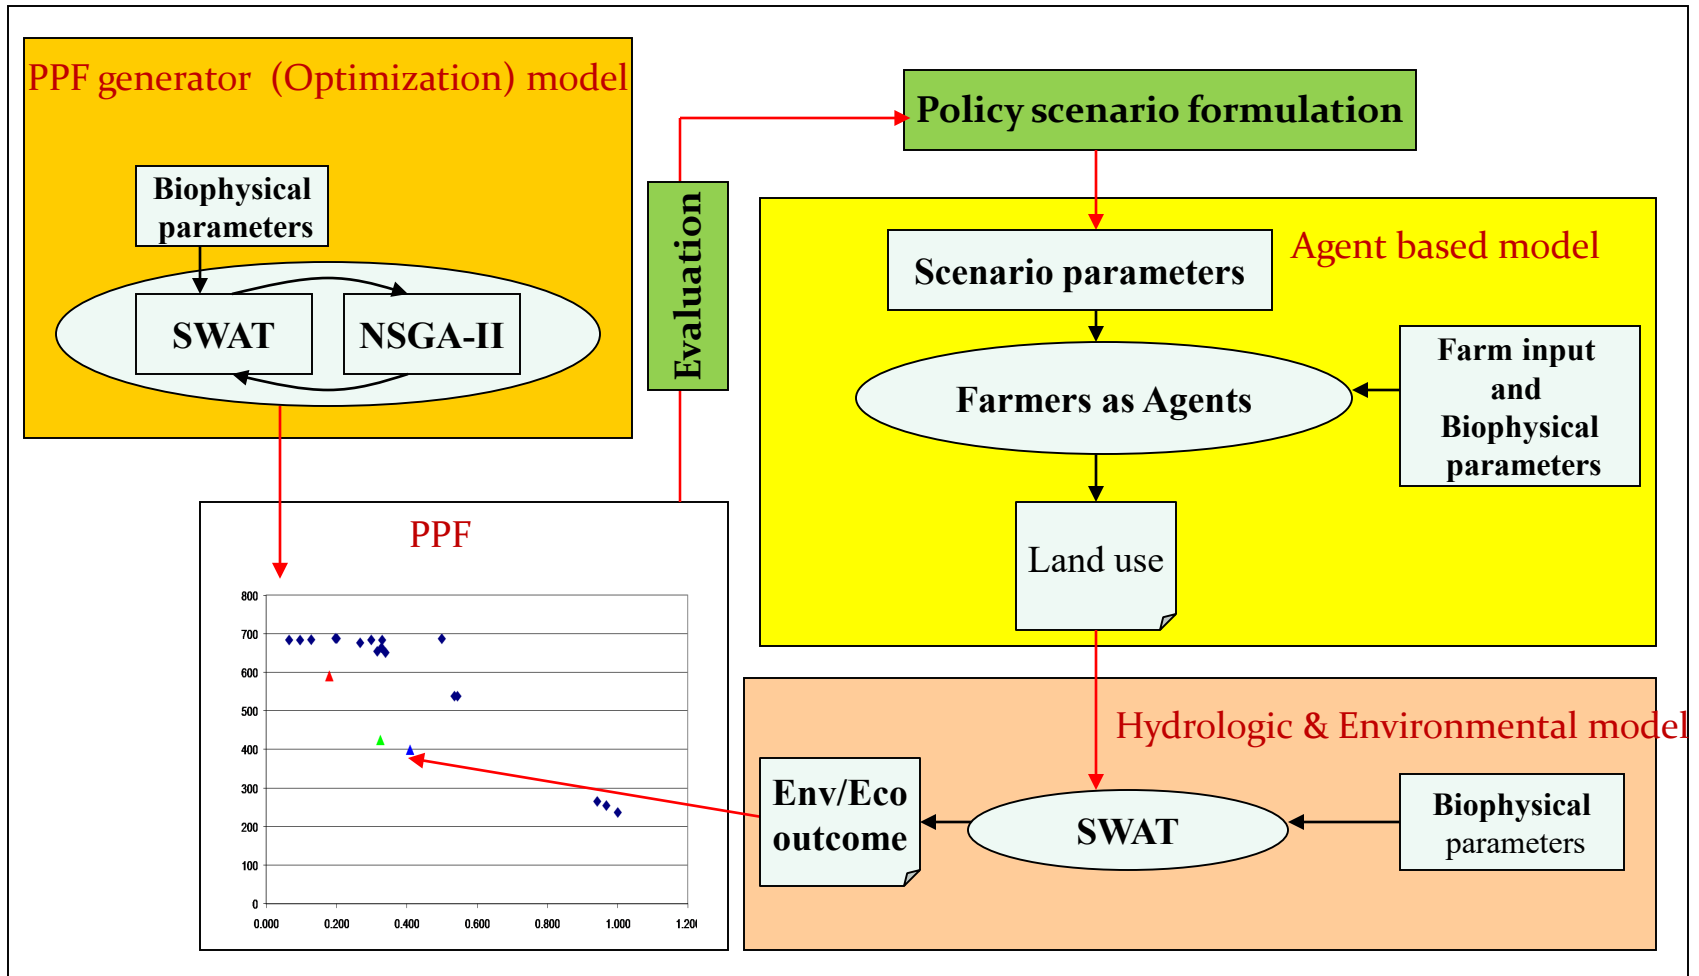 PPF generator (Optimization) model
Biophysical
parameters
SWAT
NSGA-II
Evaluation
Policy scenario formulation
Agent based model
Scenario parameters
Farmers as Agents
Farm input
and
Biophysical
parameters
Land use
PPF
800
700
600
500
400
300
200
100
0
0.000 0.200 0.400 0.600 0.800 1.000 1.200
Hydrologic & Environmental model
Env/Eco
outcome
SWAT
Biophysical
parameters